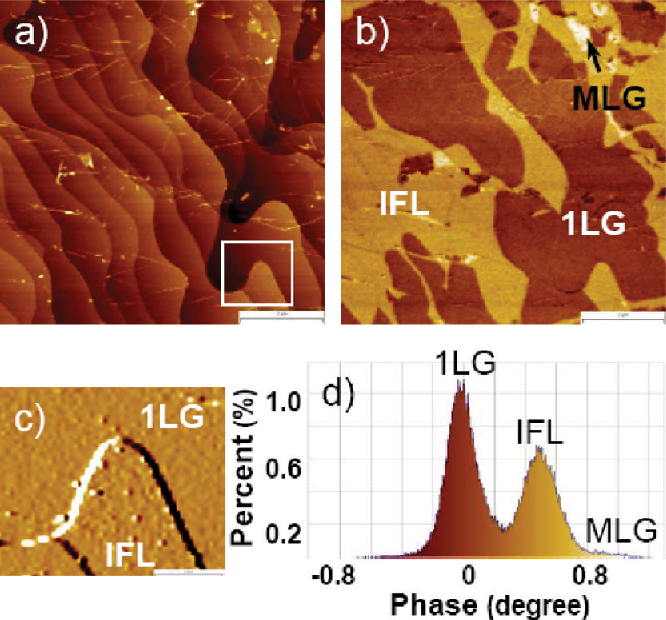 a)
b)
MLG
IFL
1LG
c)
1LG
IFL
d)
1LG
IFL
MLG
Percent (%)
1.0
0.6
0.2
-0.8
0
0.8
Phase (degree)